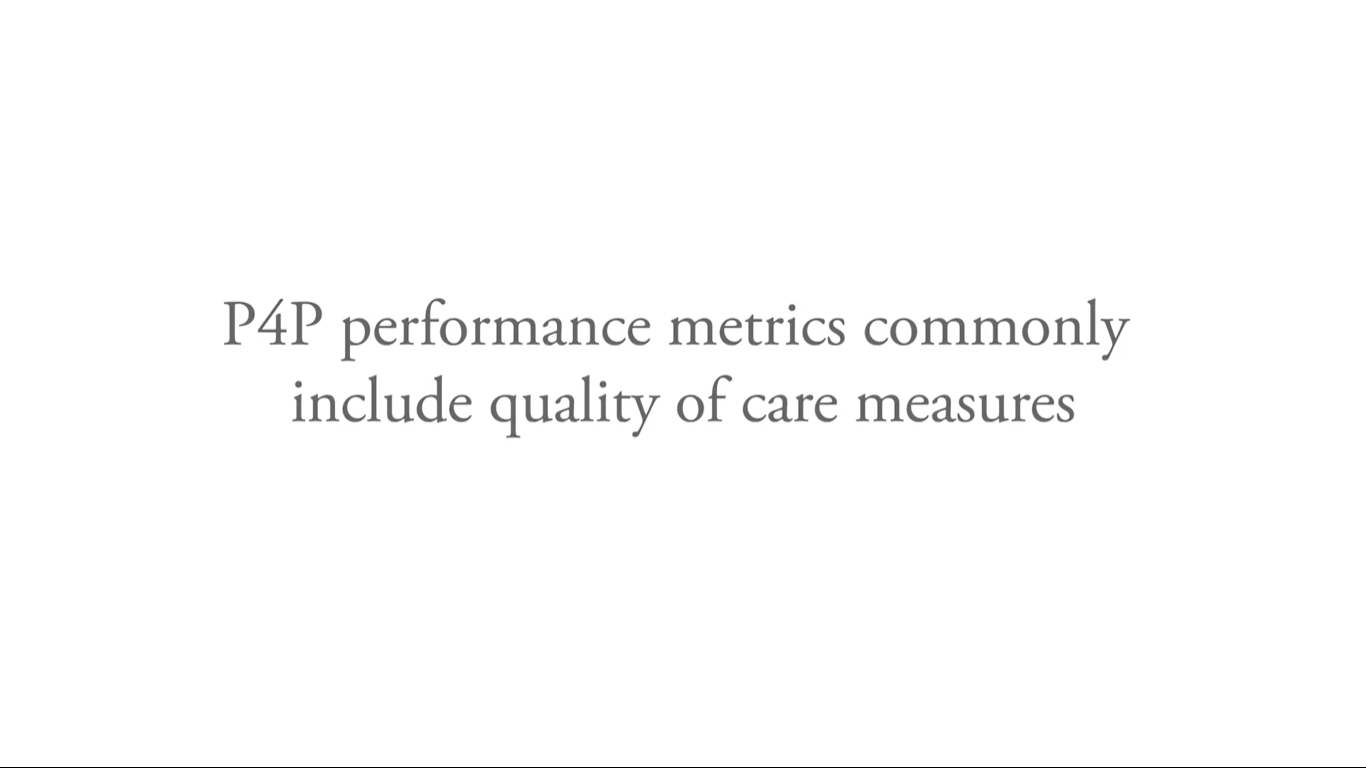 P4P performance metrics commonly
include quality of care measures